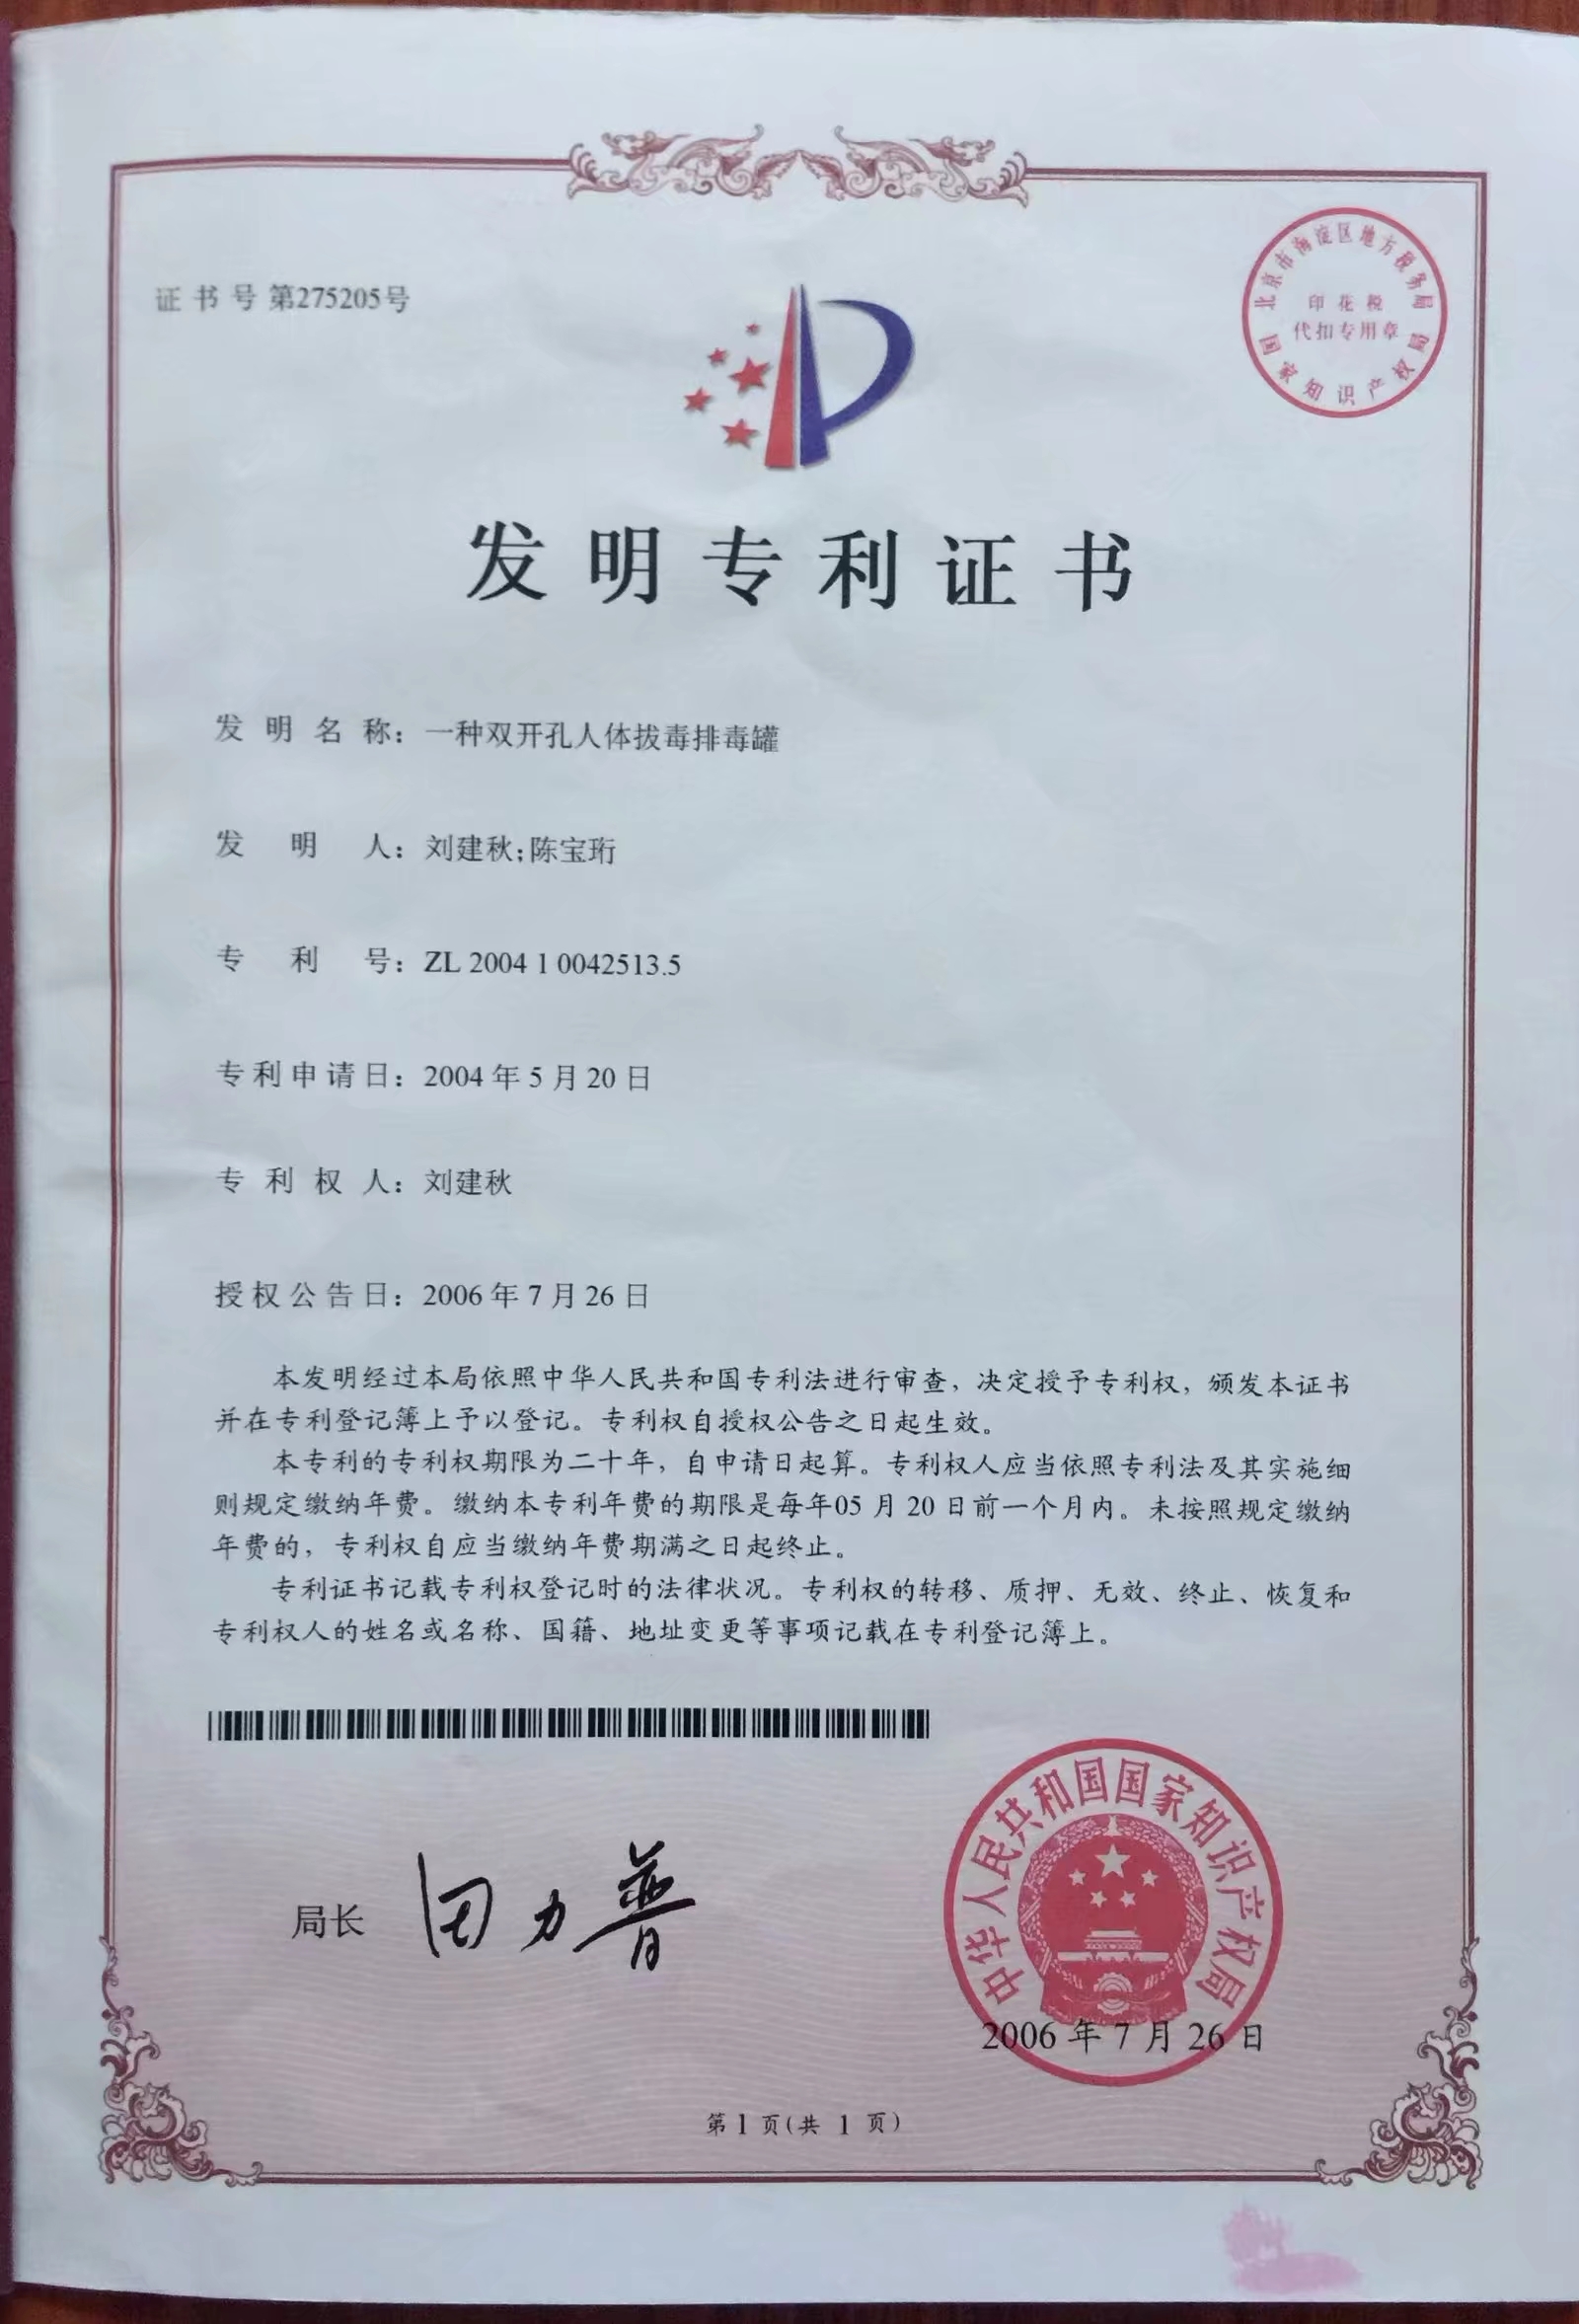 证书号第275205号
北京市海淀区地方税务局
印花税
代扣专用章
国家知识产权局
发明专利证书
发明名称：一种双开孔人体拔毒排毒罐
发明人：刘建秋;陈宝珩
专利号：ZL 2004 1 0042513.5
专利申请日：2004年5月20日
专利权人：刘建秋
授权公告日：2006年7月26日
本发明经过本局依照中华人民共和国专利法进行审查，决定授予专利权，颁发本证书
并在专利登记簿上予以登记。专利权自授权公告之日起生效。
本专利的专利权期限为二十年，自申请日起算。专利权人应当依照专利法及其实施细
则规定缴纳年费。缴纳本专利年费的期限是每年05月20日前一个月内。未按照规定缴纳
年费的，专利权自应当缴纳年费期满之日起终止。
专利证书记载专利权登记时的法律状况。专利权的转移、质押、无效、终止、恢复和
专利权人的姓名或名称、国籍、地址变更等事项记载在专利登记簿上。
局长 田力普
中华人民共和国国家知识产权局
2006年7月26日
第1页(共1页)